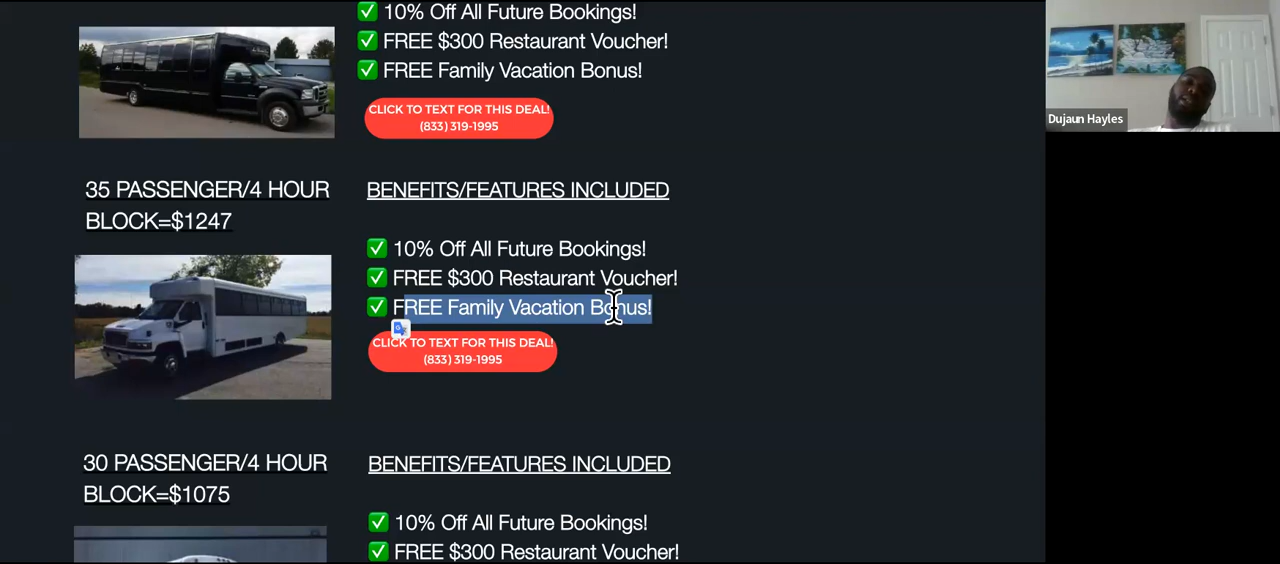 ✅ 10% Off All Future Bookings!
✅ FREE $300 Restaurant Voucher!
✅ FREE Family Vacation Bonus!
CLICK TO TEXT FOR THIS DEAL!
(833) 319-1995
Dujaun Hayles
35 PASSENGER/4 HOUR
BLOCK=$1247
BENEFITS/FEATURES INCLUDED
✅ 10% Off All Future Bookings!
✅ FREE $300 Restaurant Voucher!
✅ FREE Family Vacation Bonus!
CLICK TO TEXT FOR THIS DEAL!
(833) 319-1995
30 PASSENGER/4 HOUR
BLOCK=$1075
BENEFITS/FEATURES INCLUDED
✅ 10% Off All Future Bookings!
✅ FREE $300 Restaurant Voucher!